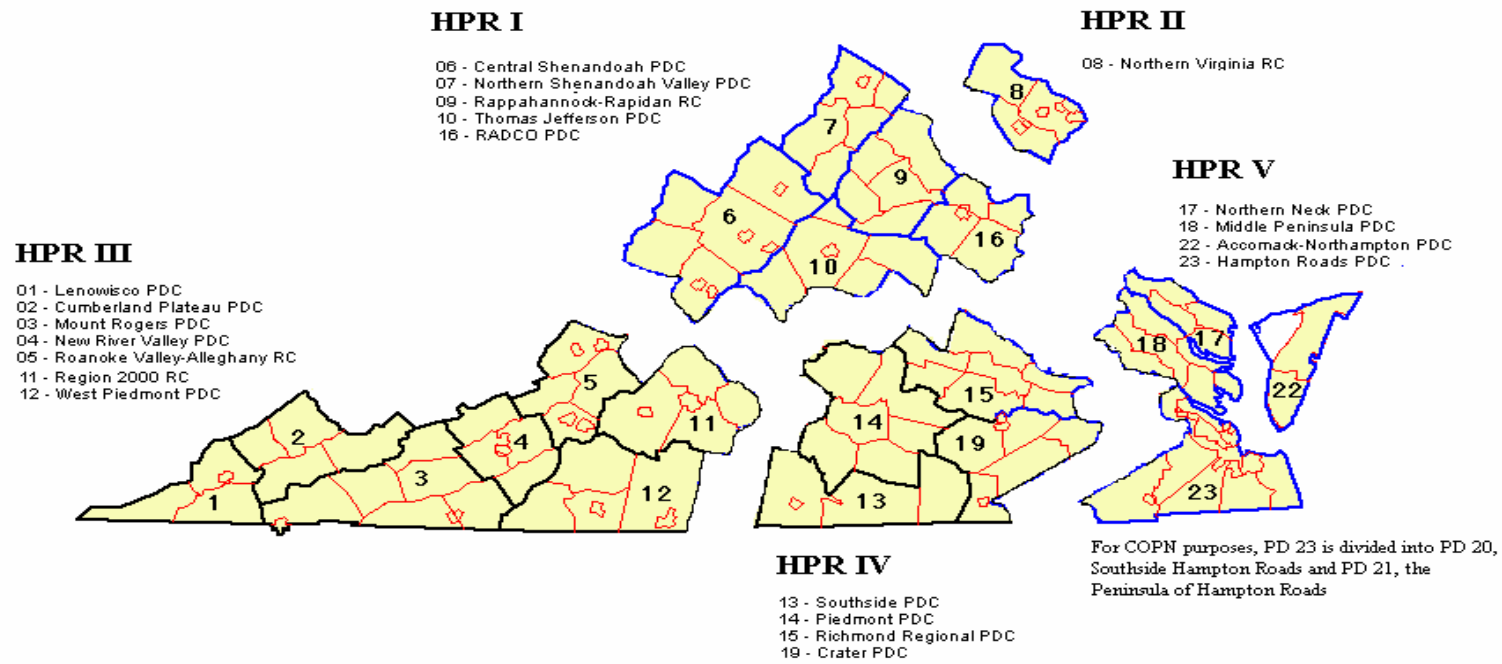 HPR I
06 - Central Shenandoah PDC
07 - Northern Shenandoah Valley PDC
09 - Rappahannock-Rapidan RC
10 - Thomas Jefferson PDC
16 - RADCO PDC
HPR II
08 - Northern Virginia RC
HPR V
17 - Northern Neck PDC
18 - Middle Peninsula PDC
22 - Accomack-Northampton PDC
23 - Hampton Roads PDC
HPR III
01 - Lenowisco PDC
02 - Cumberland Plateau PDC
03 - Mount Rogers PDC
04 - New River Valley PDC
05 - Roanoke Valley-Alleghany RC
11 - Region 2000 RC
12 - West Piedmont PDC
7
8
9
6
16
10
5
11
2
4
3
1
12
15
14
19
13
18
17
22
23
For COPN purposes, PD 23 is divided into PD 20,
Southside Hampton Roads and PD 21, the
Peninsula of Hampton Roads
HPR IV
13 - Southside PDC
14 - Piedmont PDC
15 - Richmond Regional PDC
19 - Crater PDC